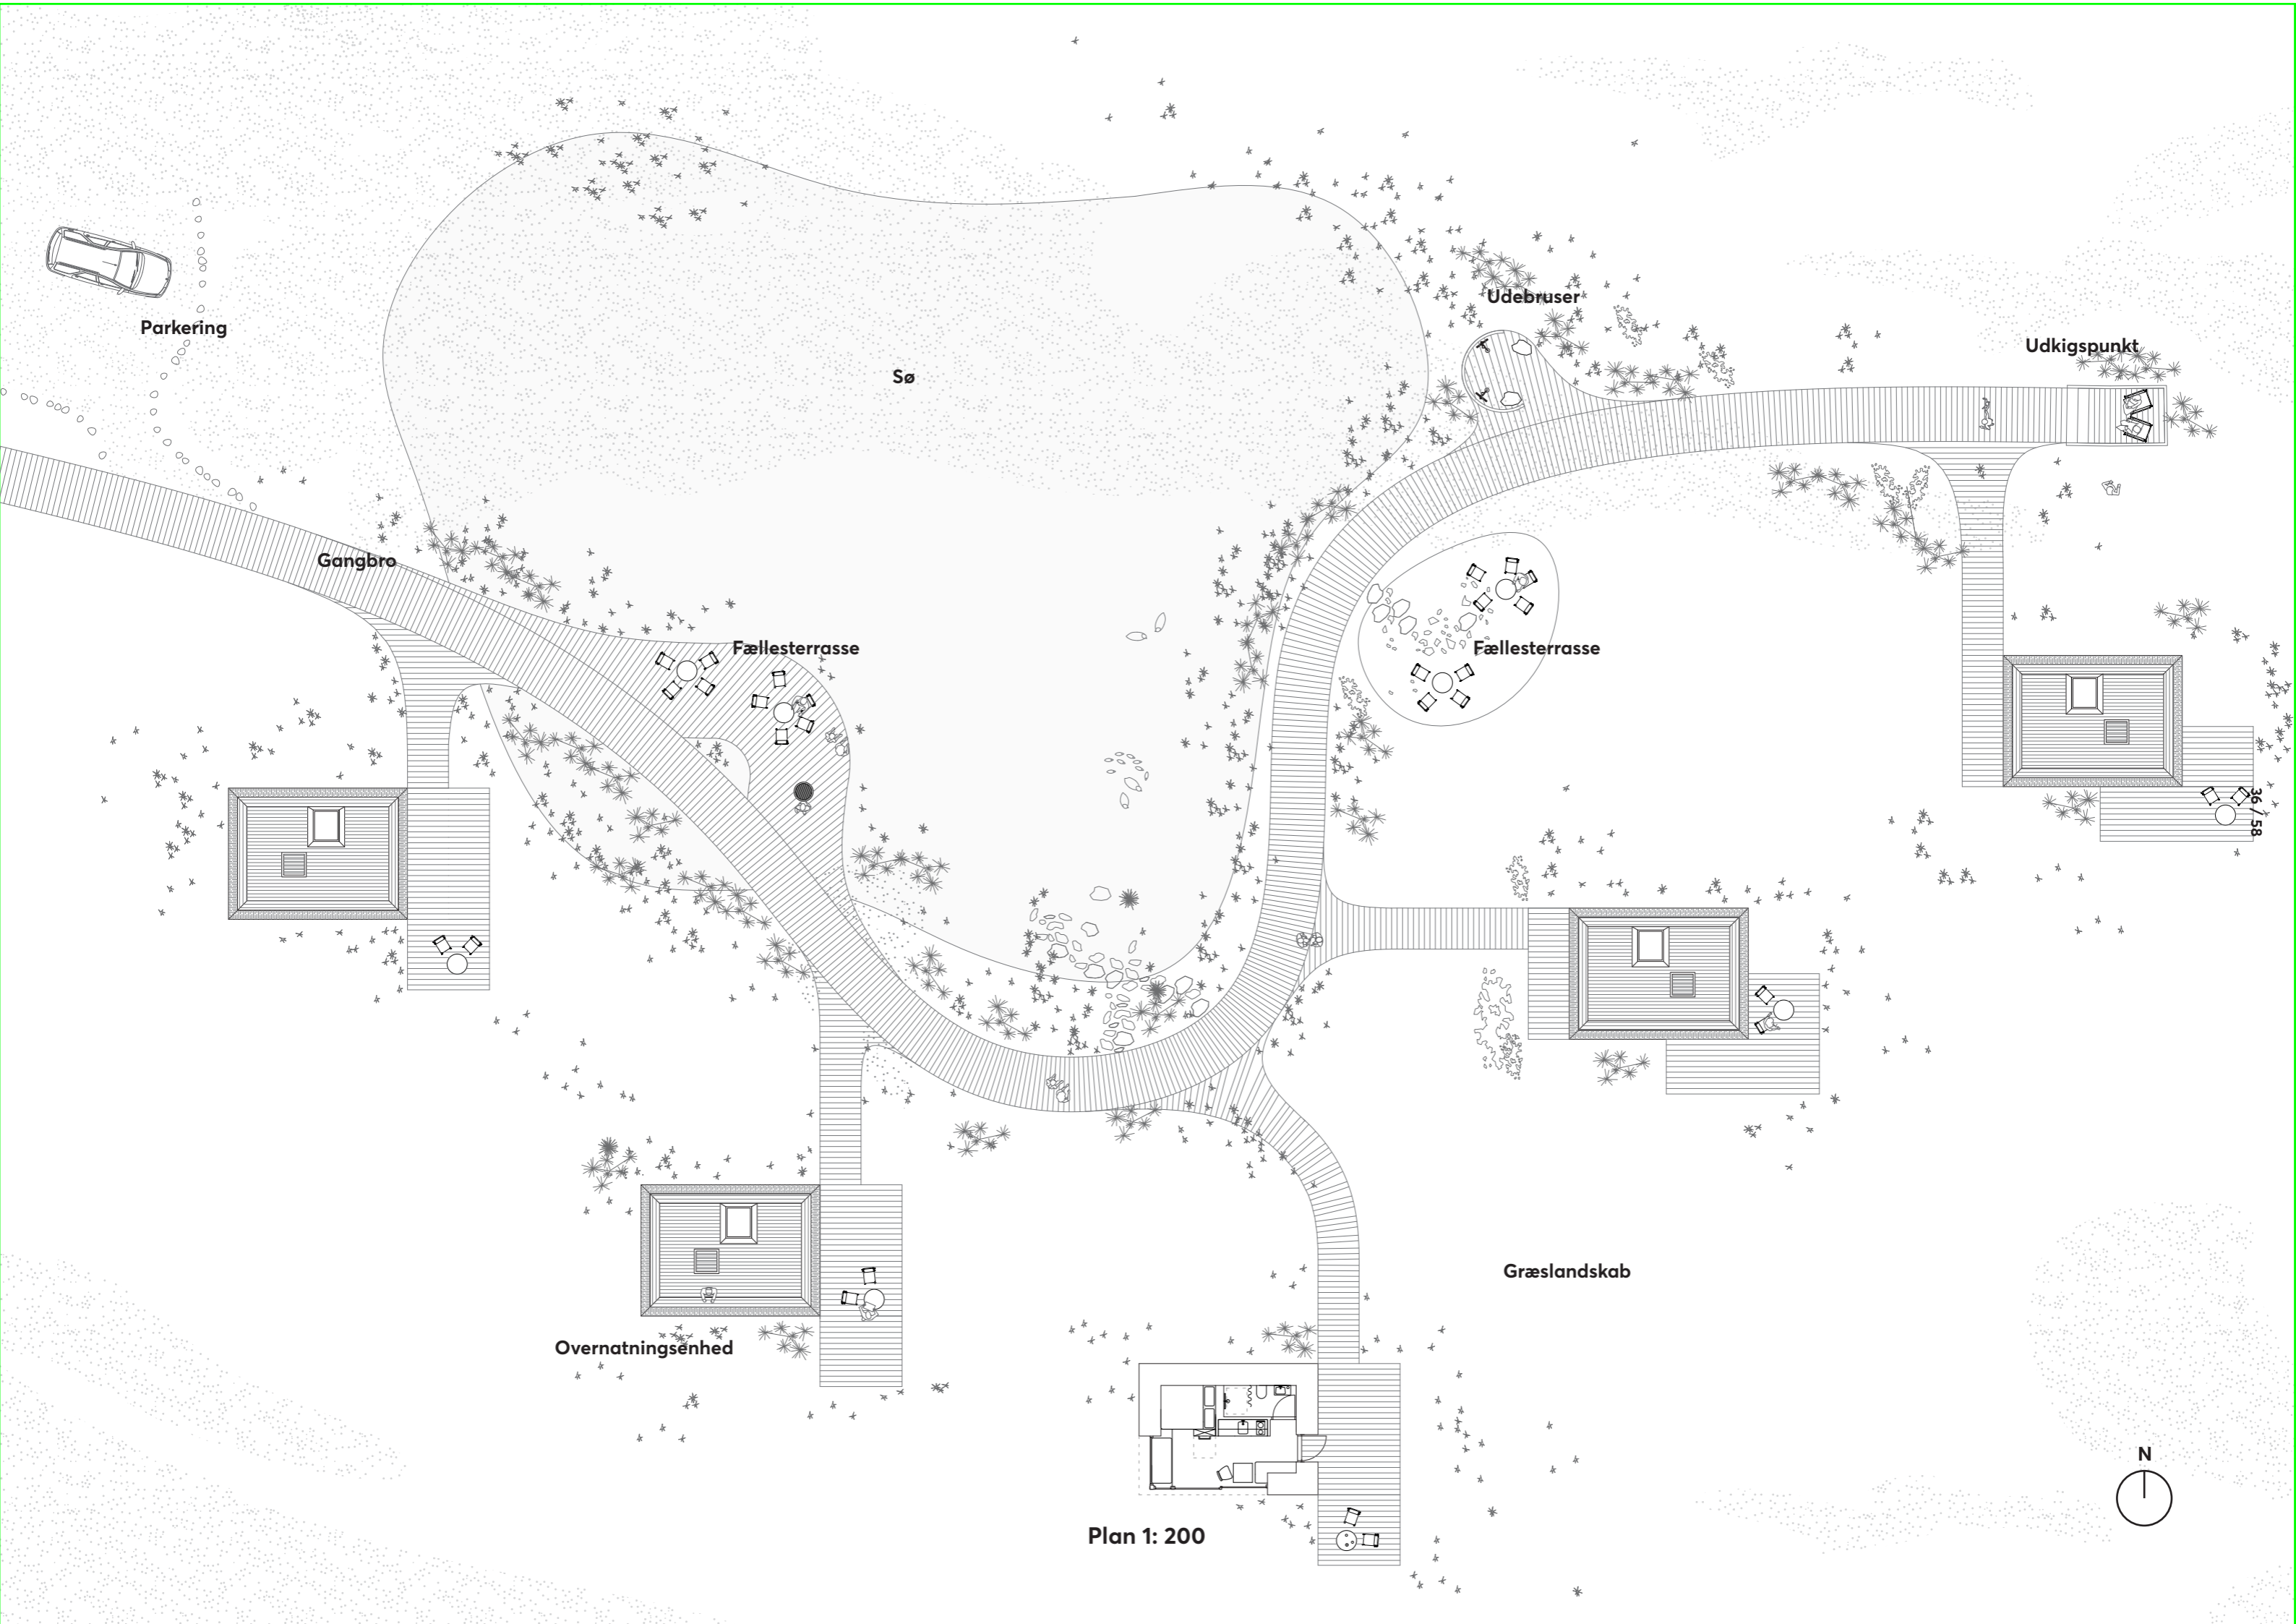 Udebruser
Parkering
Udkigspunkt
Sø
Gangbro
Fællesterrasse
Fællesterrasse
36 / 58
Græslandskab
Overnatningsenhed
N
Plan 1: 200